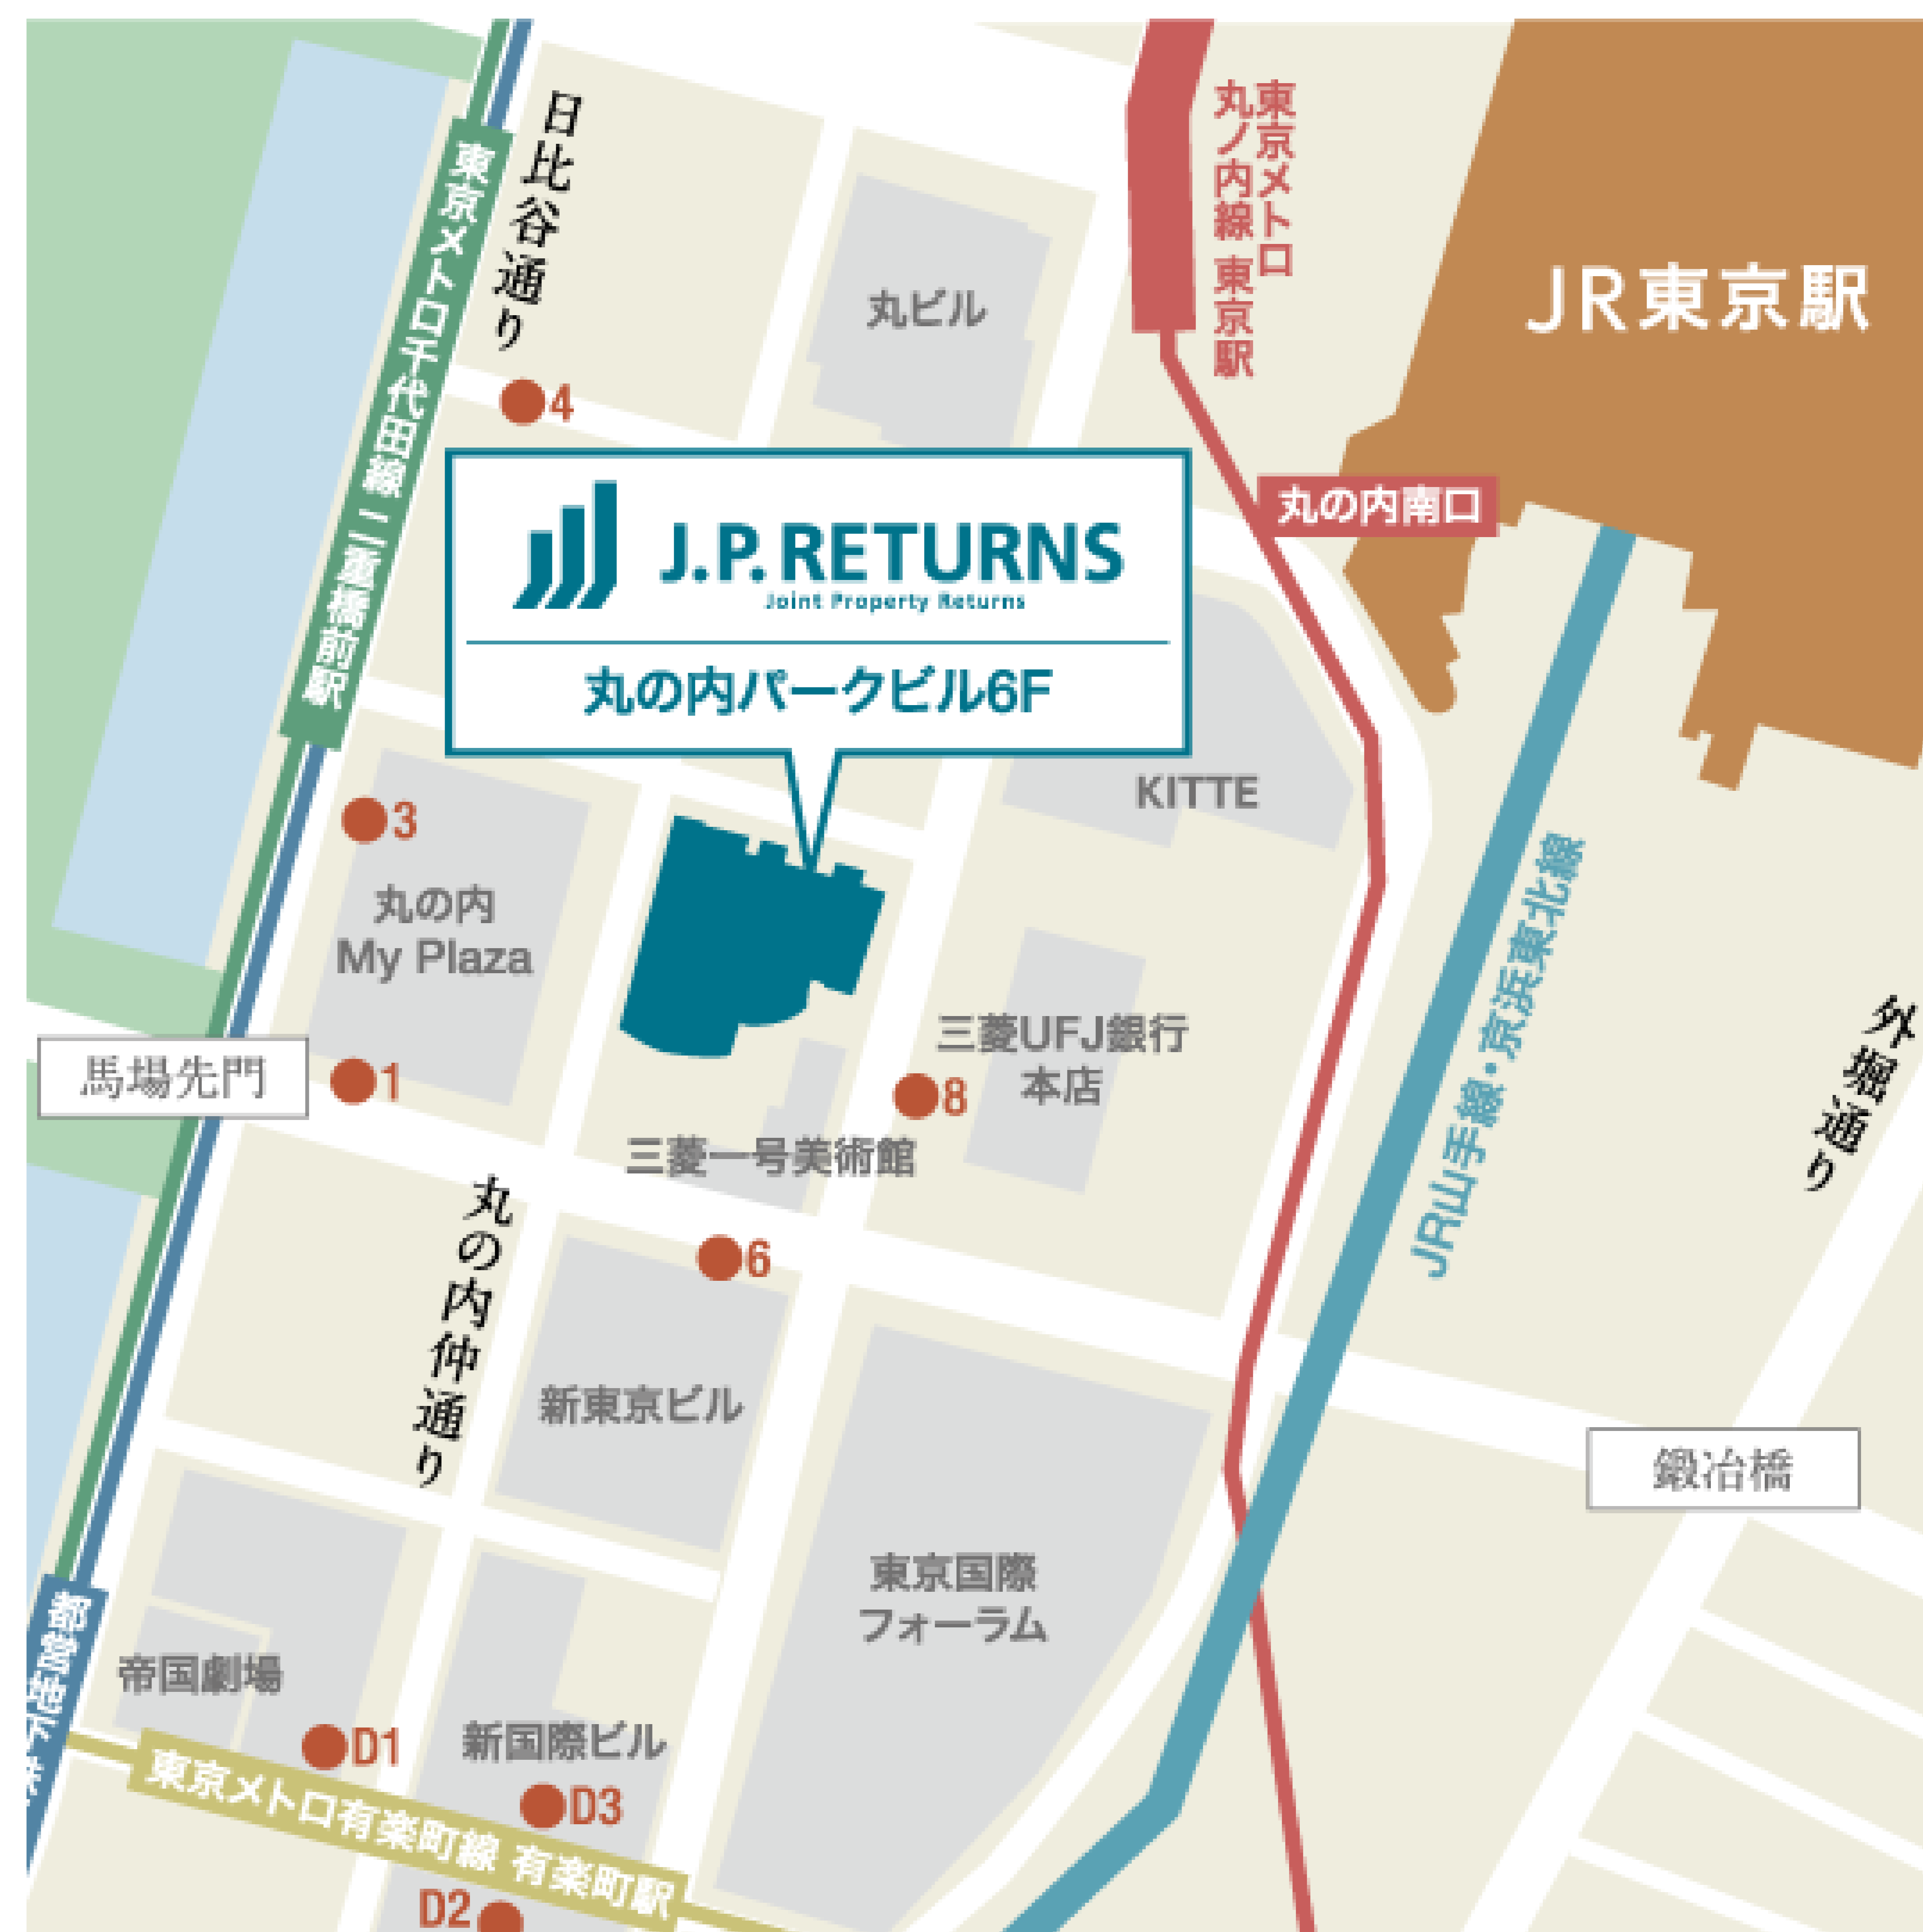 日比谷通り
東京メトロ千代田線 二重橋前駅
東京メトロ
丸ノ内線 東京駅
JR東京駅
丸ビル
4
丸の内南口
J.P.RETURNS
Joint Property Returns
丸の内パークビル6F
KITTE
3
丸の内
My Plaza
JR山手線・京浜東北線
外堀通り
三菱UFJ銀行
本店
馬場先門
1
8
三菱一号美術館
丸の内仲通り
6
新東京ビル
鍛冶橋
東京国際
フォーラム
都営地下鉄
帝国劇場
D1
新国際ビル
D3
東京メトロ有楽町線 有楽町駅
D2